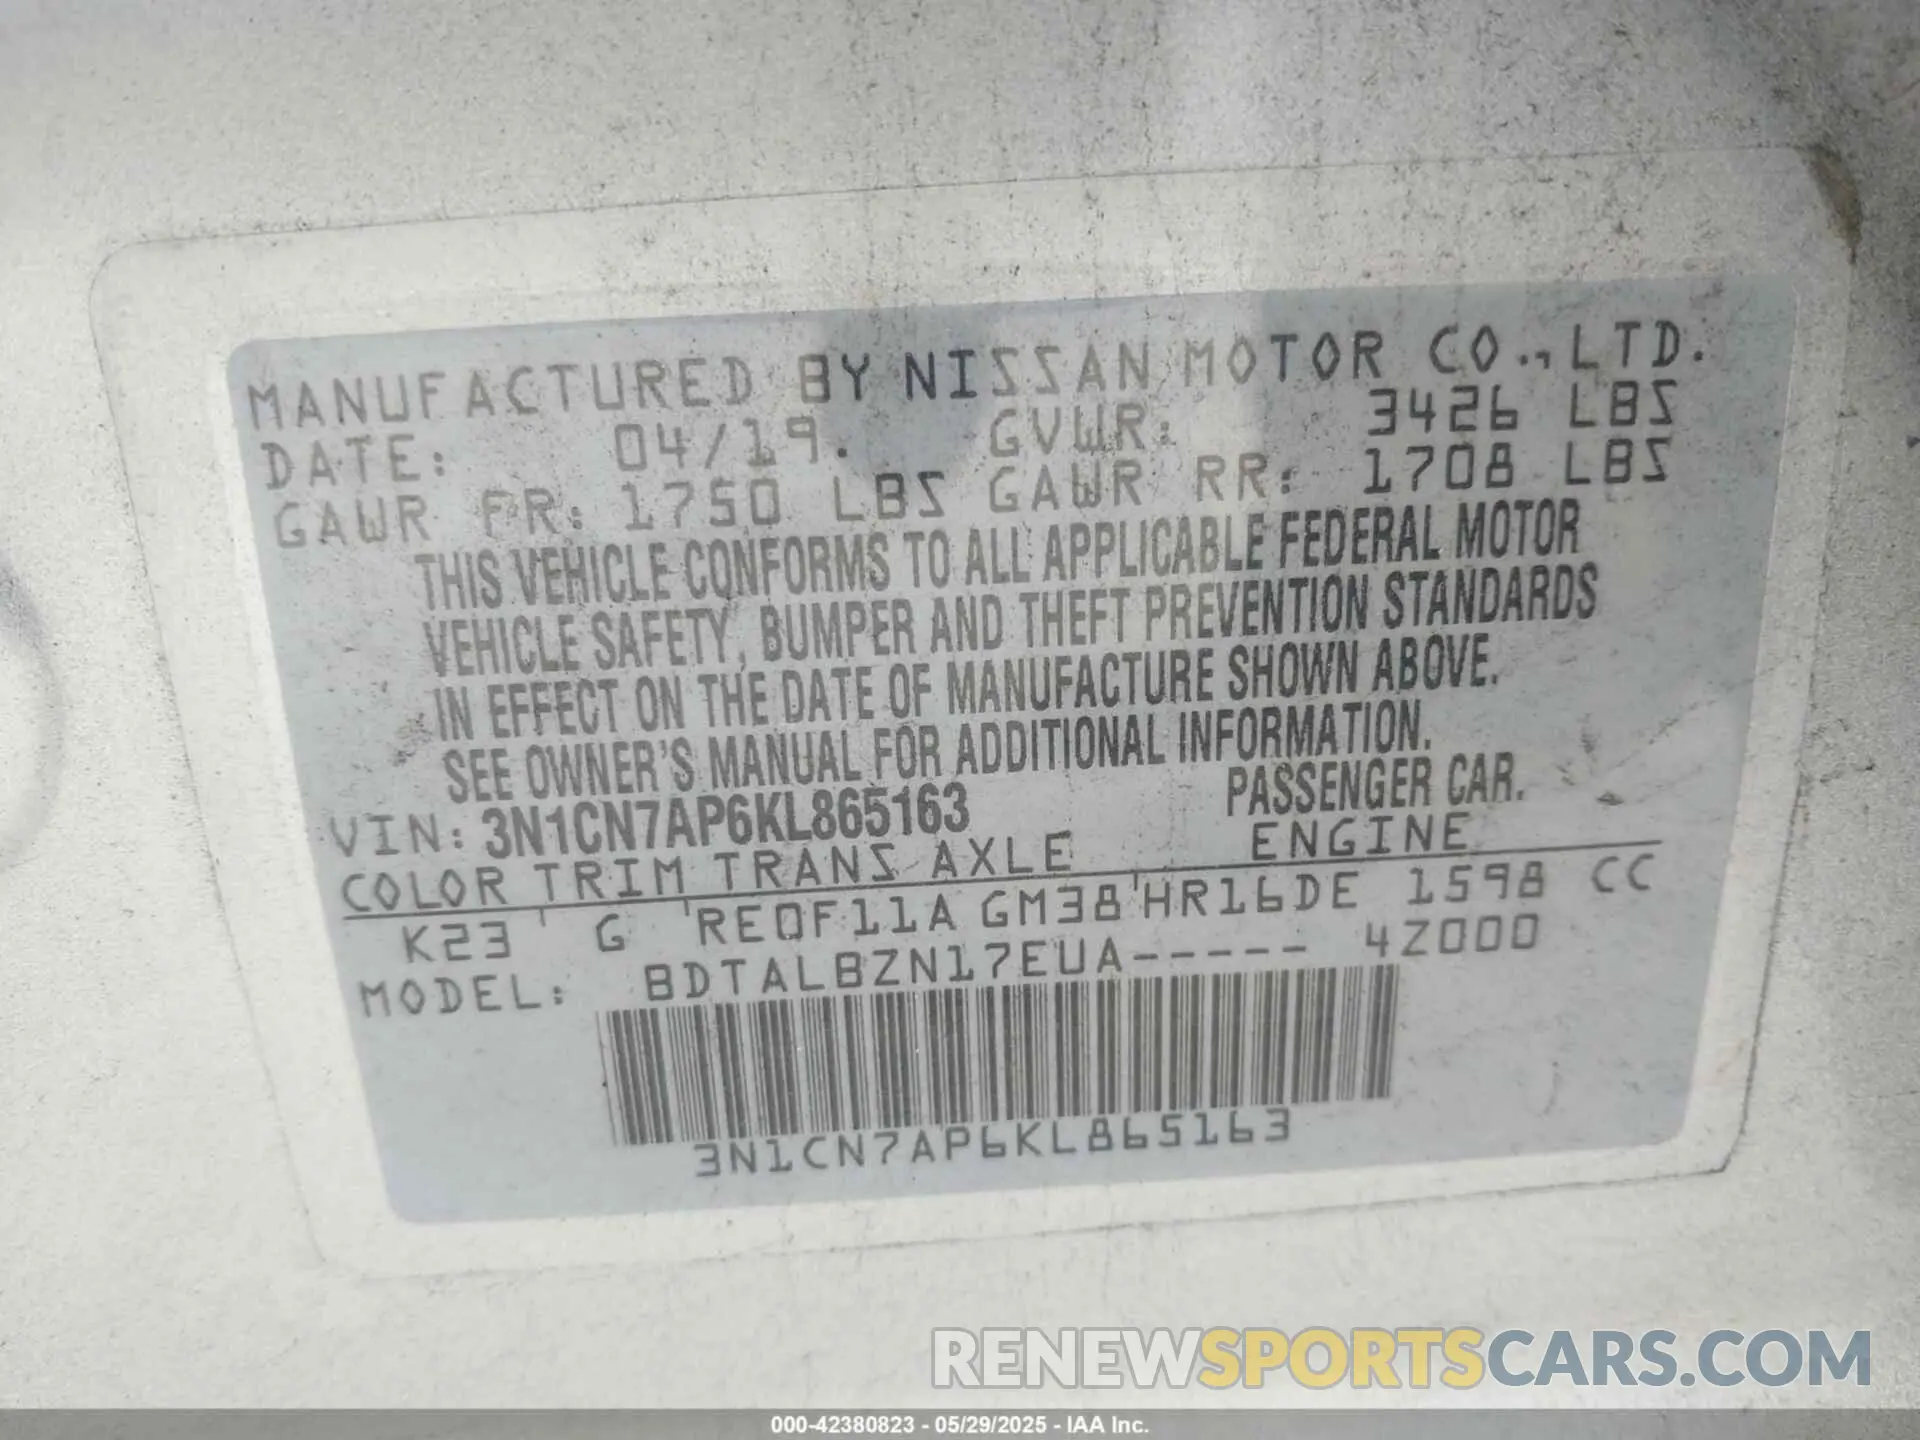 MANUFACTURED BY NISSAN MOTOR CO., LTD.
DATE: 04/19. GVWR: 3426 LBS
GAWR FR: 1750 LBS GAWR RR: 1708 LBS
THIS VEHICLE CONFORMS TO ALL APPLICABLE FEDERAL MOTOR
VEHICLE SAFETY, BUMPER AND THEFT PREVENTION STANDARDS
IN EFFECT ON THE DATE OF MANUFACTURE SHOWN ABOVE.
SEE OWNER'S MANUAL FOR ADDITIONAL INFORMATION.
VIN: 3N1CN7AP6KL865163 PASSENGER CAR.
COLOR TRIM TRANS AXLE ENGINE
K23 G RE0F11A GM38 HR16DE 1598 CC
MODEL: BDTALBZN17EUA----- 4Z000
3N1CN7AP6KL865163
RENEWSPORTSCARS.COM
000-42380823 - 05/29/2025 - IAA Inc.